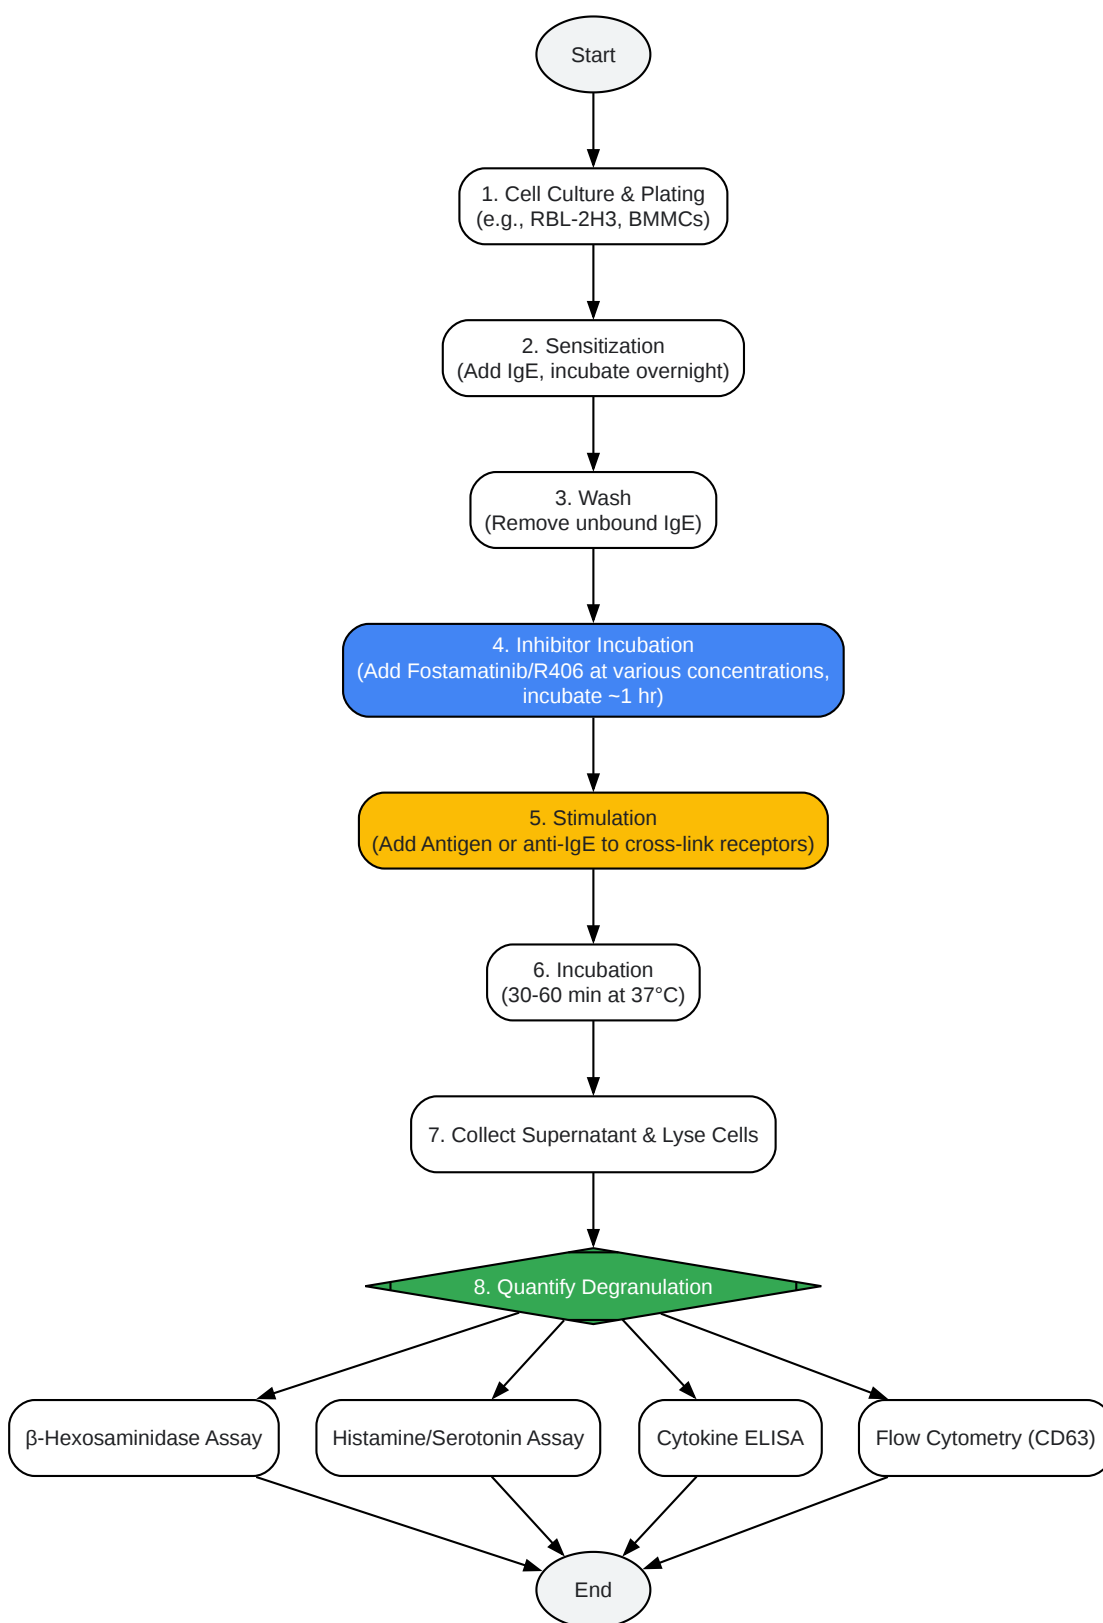 Start
1. Cell Culture & Plating
(e.g., RBL-2H3, BMMCs)
2. Sensitization
(Add IgE, incubate overnight)
3. Wash
(Remove unbound IgE)
4. Inhibitor Incubation
(Add Fostamatinib/R406 at various concentrations,
incubate ~1 hr)
5. Stimulation
(Add Antigen or anti-IgE to cross-link receptors)
6. Incubation
(30-60 min at 37°C)
7. Collect Supernatant & Lyse Cells
8. Quantify Degranulation
β-Hexosaminidase Assay
Histamine/Serotonin Assay
Cytokine ELISA
Flow Cytometry (CD63)
End